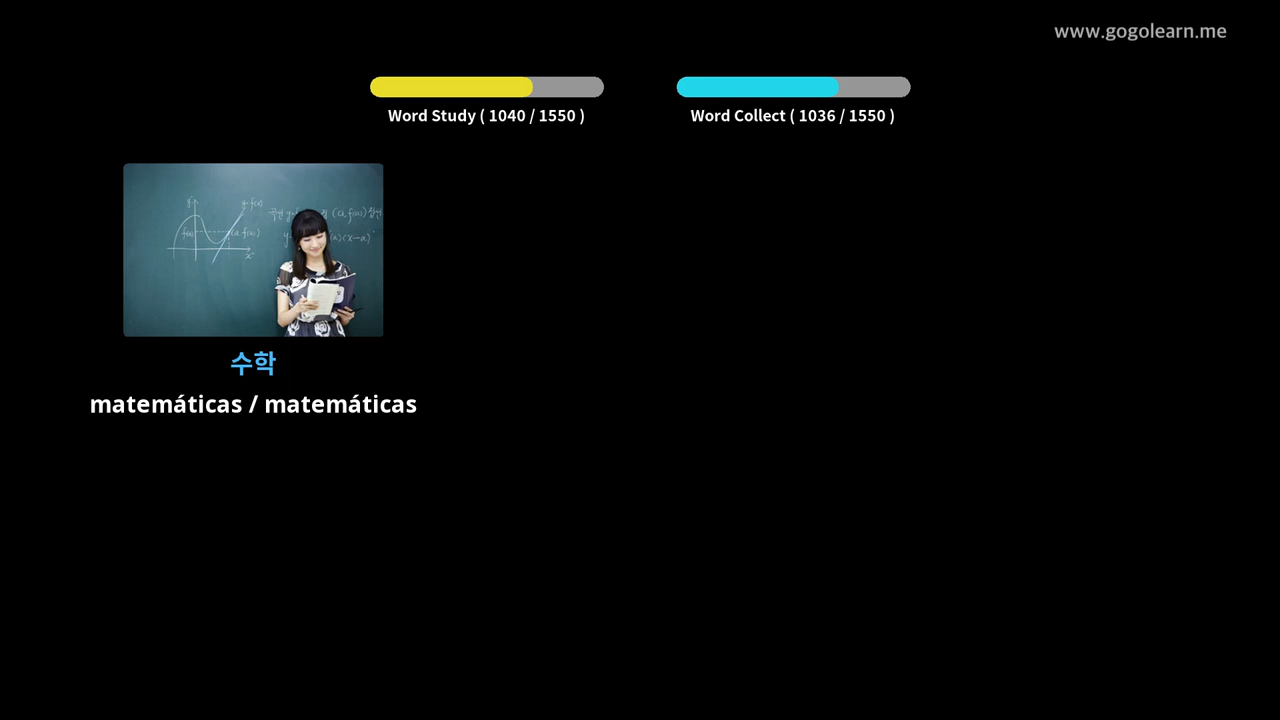 www.gogolearn.me
Word Study ( 1040 / 1550 )
Word Collect ( 1036 / 1550 )
수학
matemáticas / matemáticas